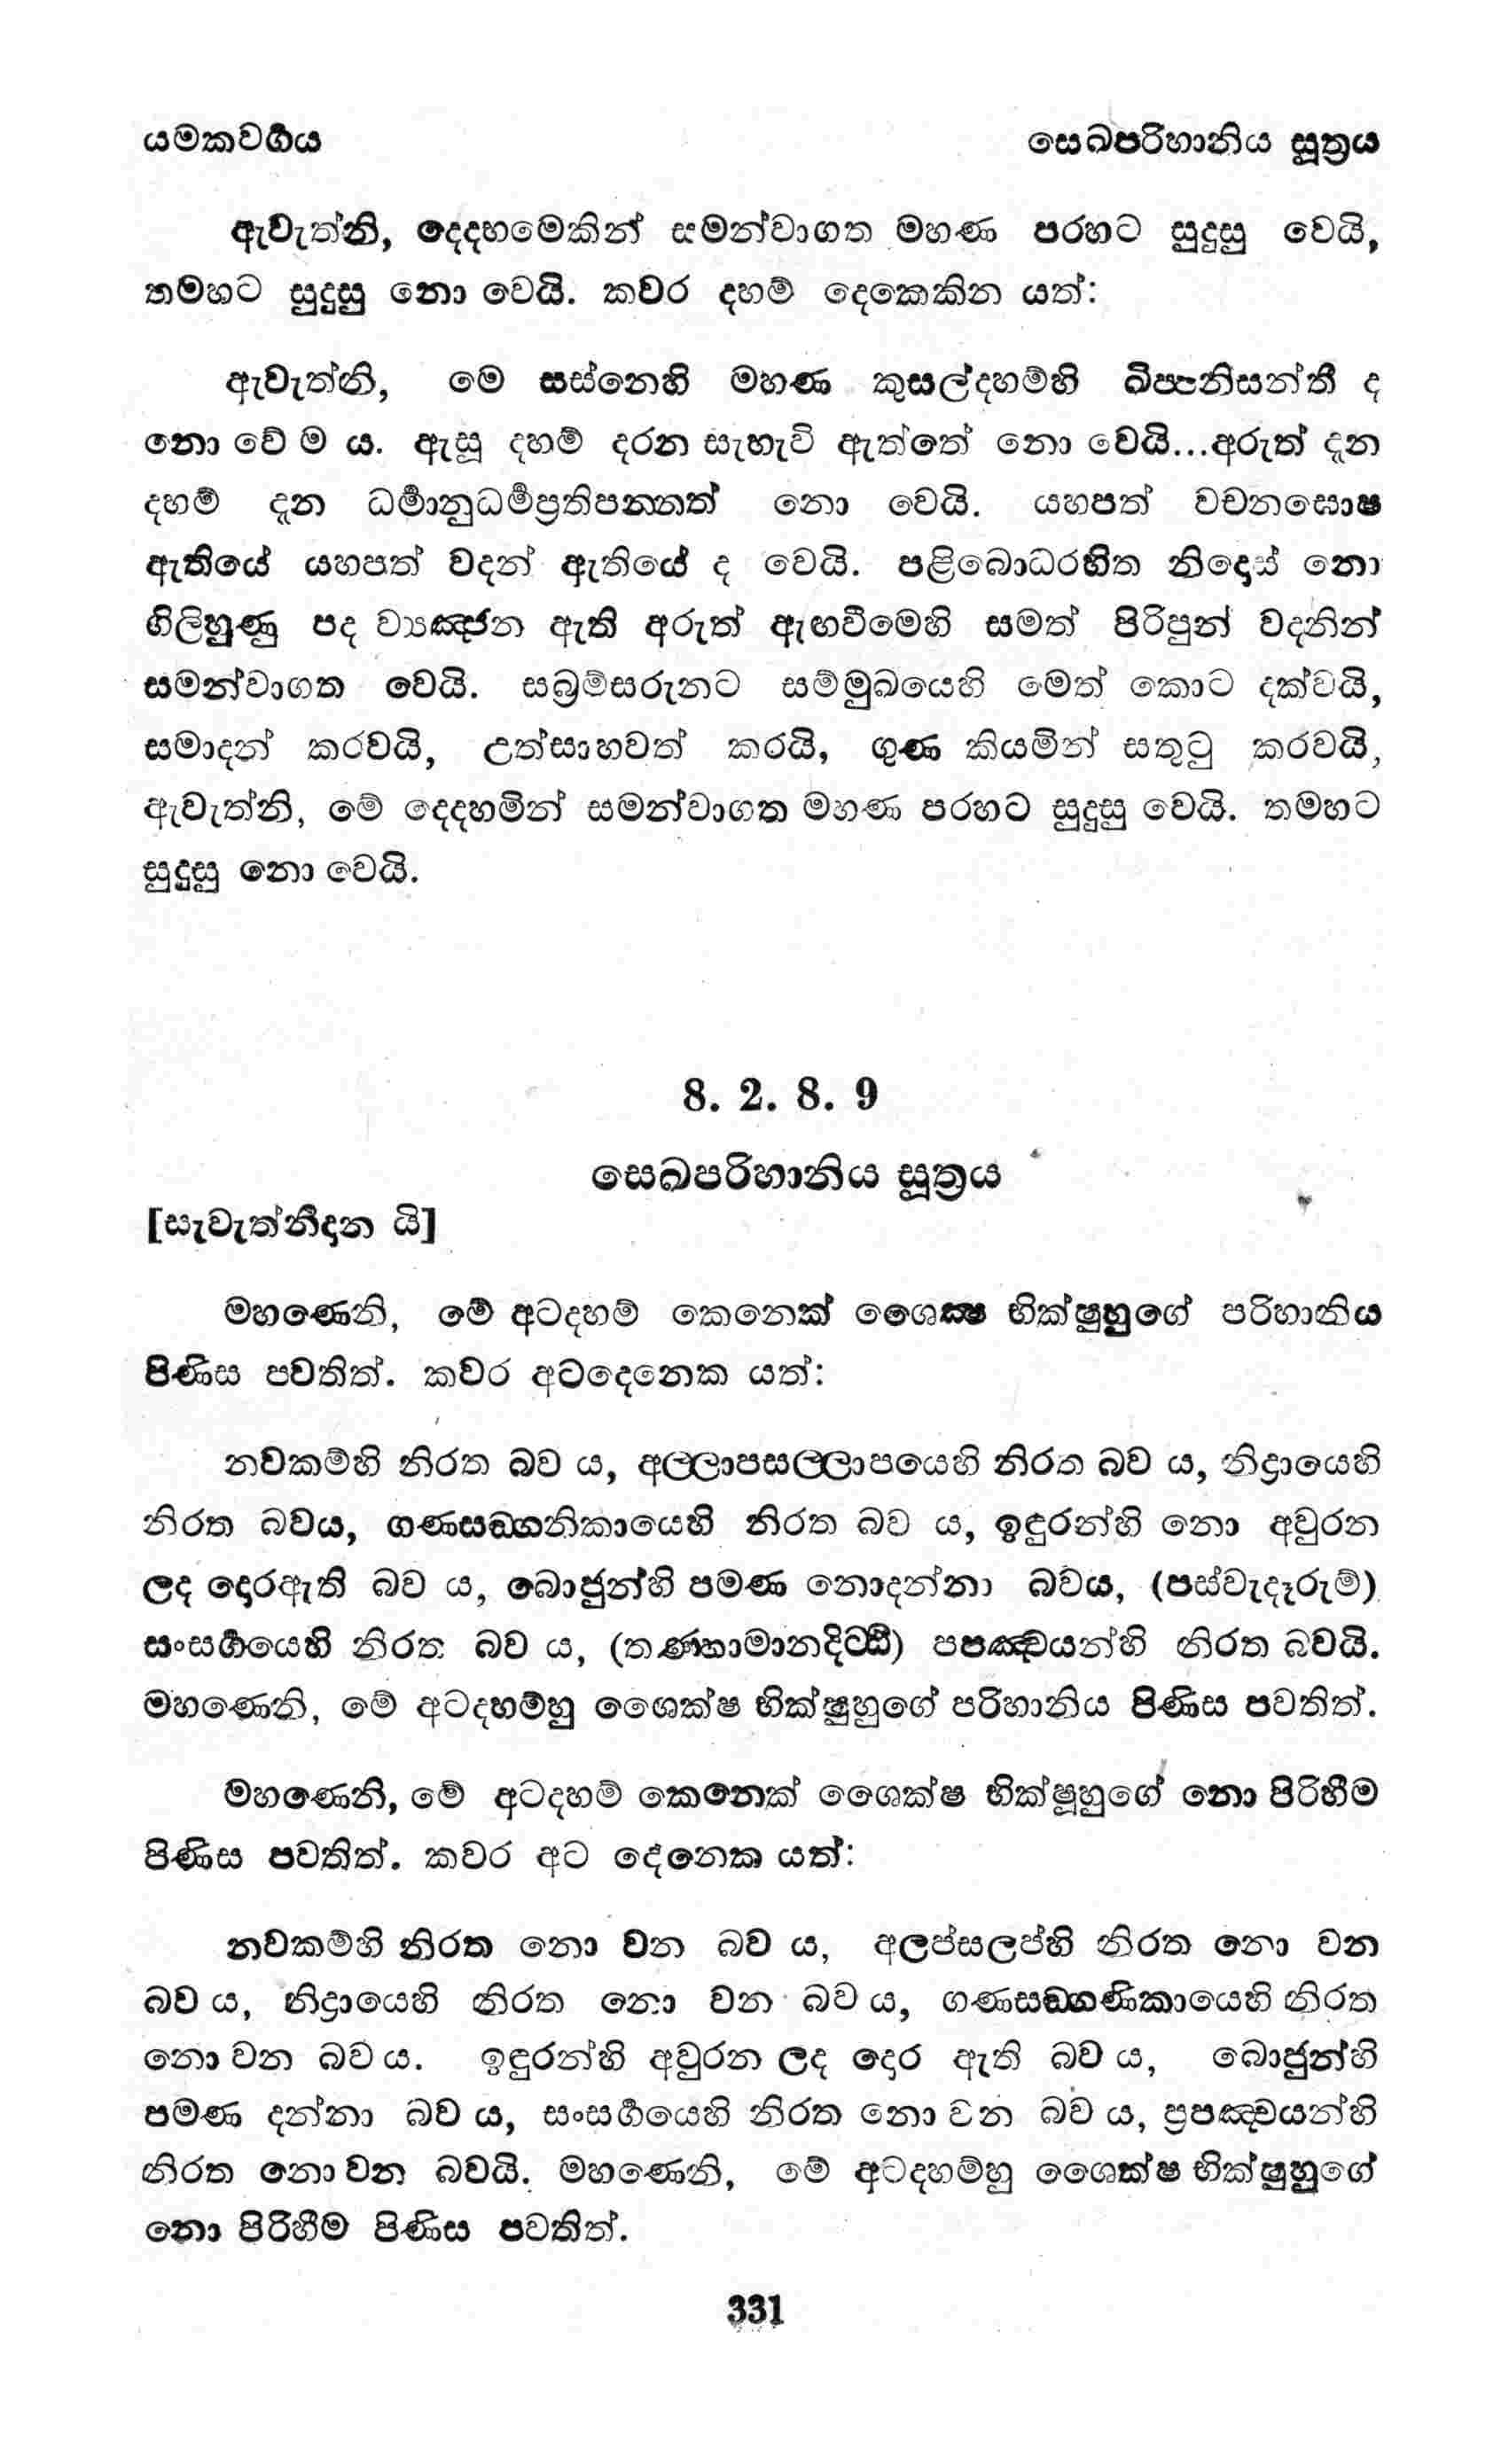 යමකවර්‍ගය
සෙඛපරිහානිය සූත්‍රය
ඇවැත්නි, දෙදහමෙකින් සමන්වාගත මහණ පරහට සුදුසු වෙයි,
තමහට සුදුසු නො වෙයි. කවර දහම් දෙකෙකින යත්:
ඇවැත්නි, මෙ සස්නෙහි මහණ කුසල්දහම්හි ඛිප්‍පනිසන්තී ද
නො වේ ම ය. ඇසූ දහම් දරන සැහැවි ඇත්තේ නො වෙයි...අරුත් දැන
දහම් දැන ධර්‍මානුධර්‍මප්‍රතිපන්‍නත් නො වෙයි. යහපත් වචනඝොෂ
ඇතියේ යහපත් වදන් ඇතියේ ද වෙයි. පළිබොධරහිත නිදොස් නො
ගිලිහුණු පද ව්‍යඤ්ජන ඇති අරුත් ඇඟවීමෙහි සමත් පිරිපුන් වදනින්
සමන්වාගත වෙයි. සබ්‍රම්සරුනට සම්මුඛයෙහි මෙත් කොට දක්වයි,
සමාදන් කරවයි, උත්සාහවත් කරයි, ගුණ කියමින් සතුටු කරවයි,
ඇවැත්නි, මේ දෙදහමින් සමන්වාගත මහණ පරහට සුදුසු වෙයි. තමහට
සුදුසු නො වෙයි.
8. 2. 8. 9
සෙඛපරිහානිය සූත්‍රය
[සැවැත්නිදාන යි]
මහණෙනි, මේ අටදහම් කෙනෙක් ශෛක්‍ෂ භික්ෂුහුගේ පරිහානිය
පිණිස පවතිත්. කවර අටදෙනෙක යත්:
නවකම්හි නිරත බව ය, අල්ලාපසල්ලාපයෙහි නිරත බව ය, නිද්‍රායෙහි
නිරත බවය, ගණසඞ්ගනිකායෙහි නිරත බව ය, ඉඳුරන්හි නො අවුරන
ලද දොරඇති බව ය, බොජුන්හි පමණ නොදන්නා බවය, (පස්වැදෑරුම්)
සංසර්‍ගයෙහි නිරත බව ය, (තණ්හාමානදිට්ඨි) පපඤ්චයන්හි නිරත බවයි.
මහණෙනි, මේ අටදහම්හු ශෛක්ෂ භික්ෂුහුගේ පරිහානිය පිණිස පවතිත්.
මහණෙනි, මේ අටදහම් කෙනෙක් ශෛක්ෂ භික්ෂූහුගේ නො පිරිහීම
පිණිස පවතිත්. කවර අට දෙනෙක යත්:
නවකම්හි නිරත නො වන බව ය, අලප්සලප්හි නිරත නො වන
බව ය, නිද්‍රායෙහි නිරත නො වන බව ය, ගණසඞ්ගණිකායෙහි නිරත
නො වන බව ය. ඉඳුරන්හි අවුරන ලද දොර ඇති බව ය, බොජුන්හි
පමණ දන්නා බව ය, සංසර්‍ගයෙහි නිරත නො වන බව ය, ප්‍රපඤ්චයන්හි
නිරත නො වන බවයි. මහණෙනි, මේ අටදහම්හු ශෛක්ෂ භික්ෂුහුගේ
නො පිරිහීම පිණිස පවතිත්.
331